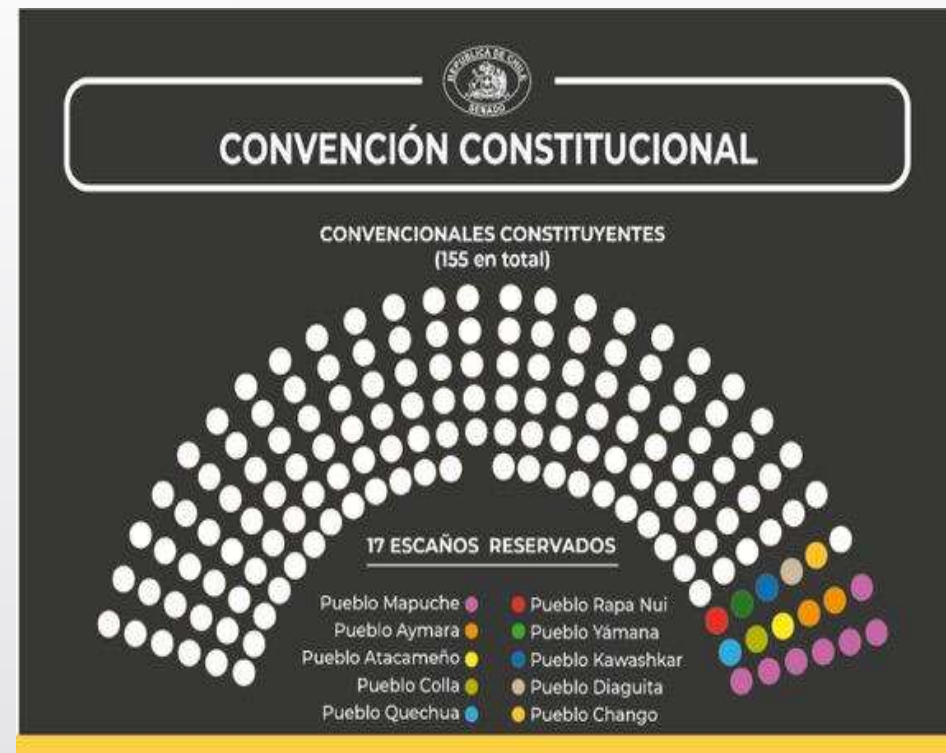 REPUBLICA DE CHILE
SENADO
CONVENCIÓN CONSTITUCIONAL
CONVENCIONALES CONSTITUYENTES
(155 en total)
17 ESCAÑOS RESERVADOS
Pueblo Mapuche
Pueblo Aymara
Pueblo Atacameño
Pueblo Colla
Pueblo Quechua
Pueblo Rapa Nui
Pueblo Yámana
Pueblo Kawashkar
Pueblo Diaguita
Pueblo Chango